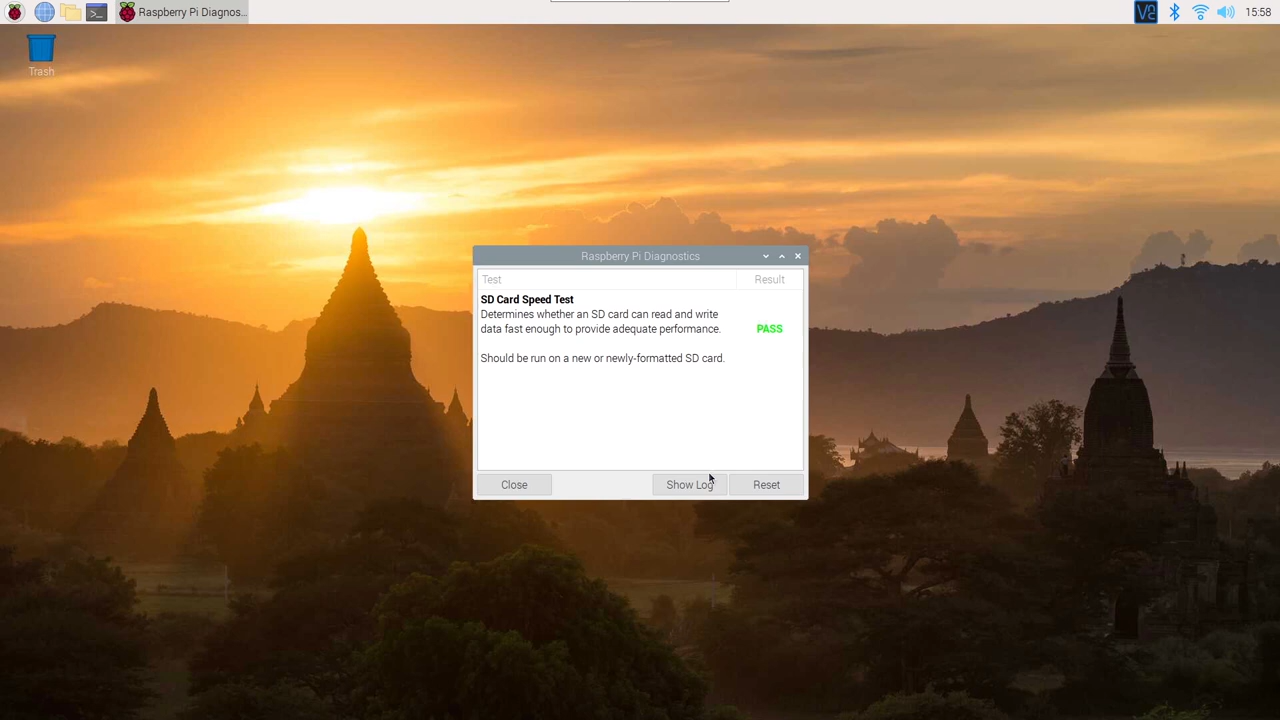 Raspberry Pi Diagnos...
15:58
Trash
Raspberry Pi Diagnostics
Test Result
SD Card Speed Test
Determines whether an SD card can read and write
data fast enough to provide adequate performance. PASS
Should be run on a new or newly-formatted SD card.
Close Show Log Reset